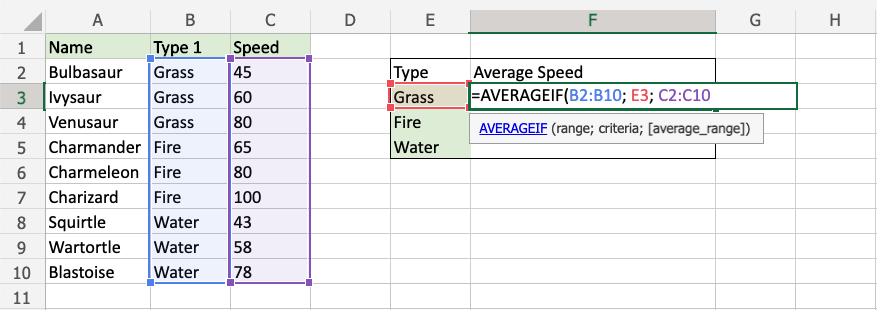 A B C D E F G H
1 Name Type 1 Speed
2 Bulbasaur Grass 45 Type Average Speed
3 Ivysaur Grass 60 Grass =AVERAGEIF(B2:B10; E3; C2:C10
4 Venusaur Grass 80 Fire AVERAGEIF (range; criteria; [average_range])
5 Charmander Fire 65 Water
6 Charmeleon Fire 80
7 Charizard Fire 100
8 Squirtle Water 43
9 Wartortle Water 58
10 Blastoise Water 78
11